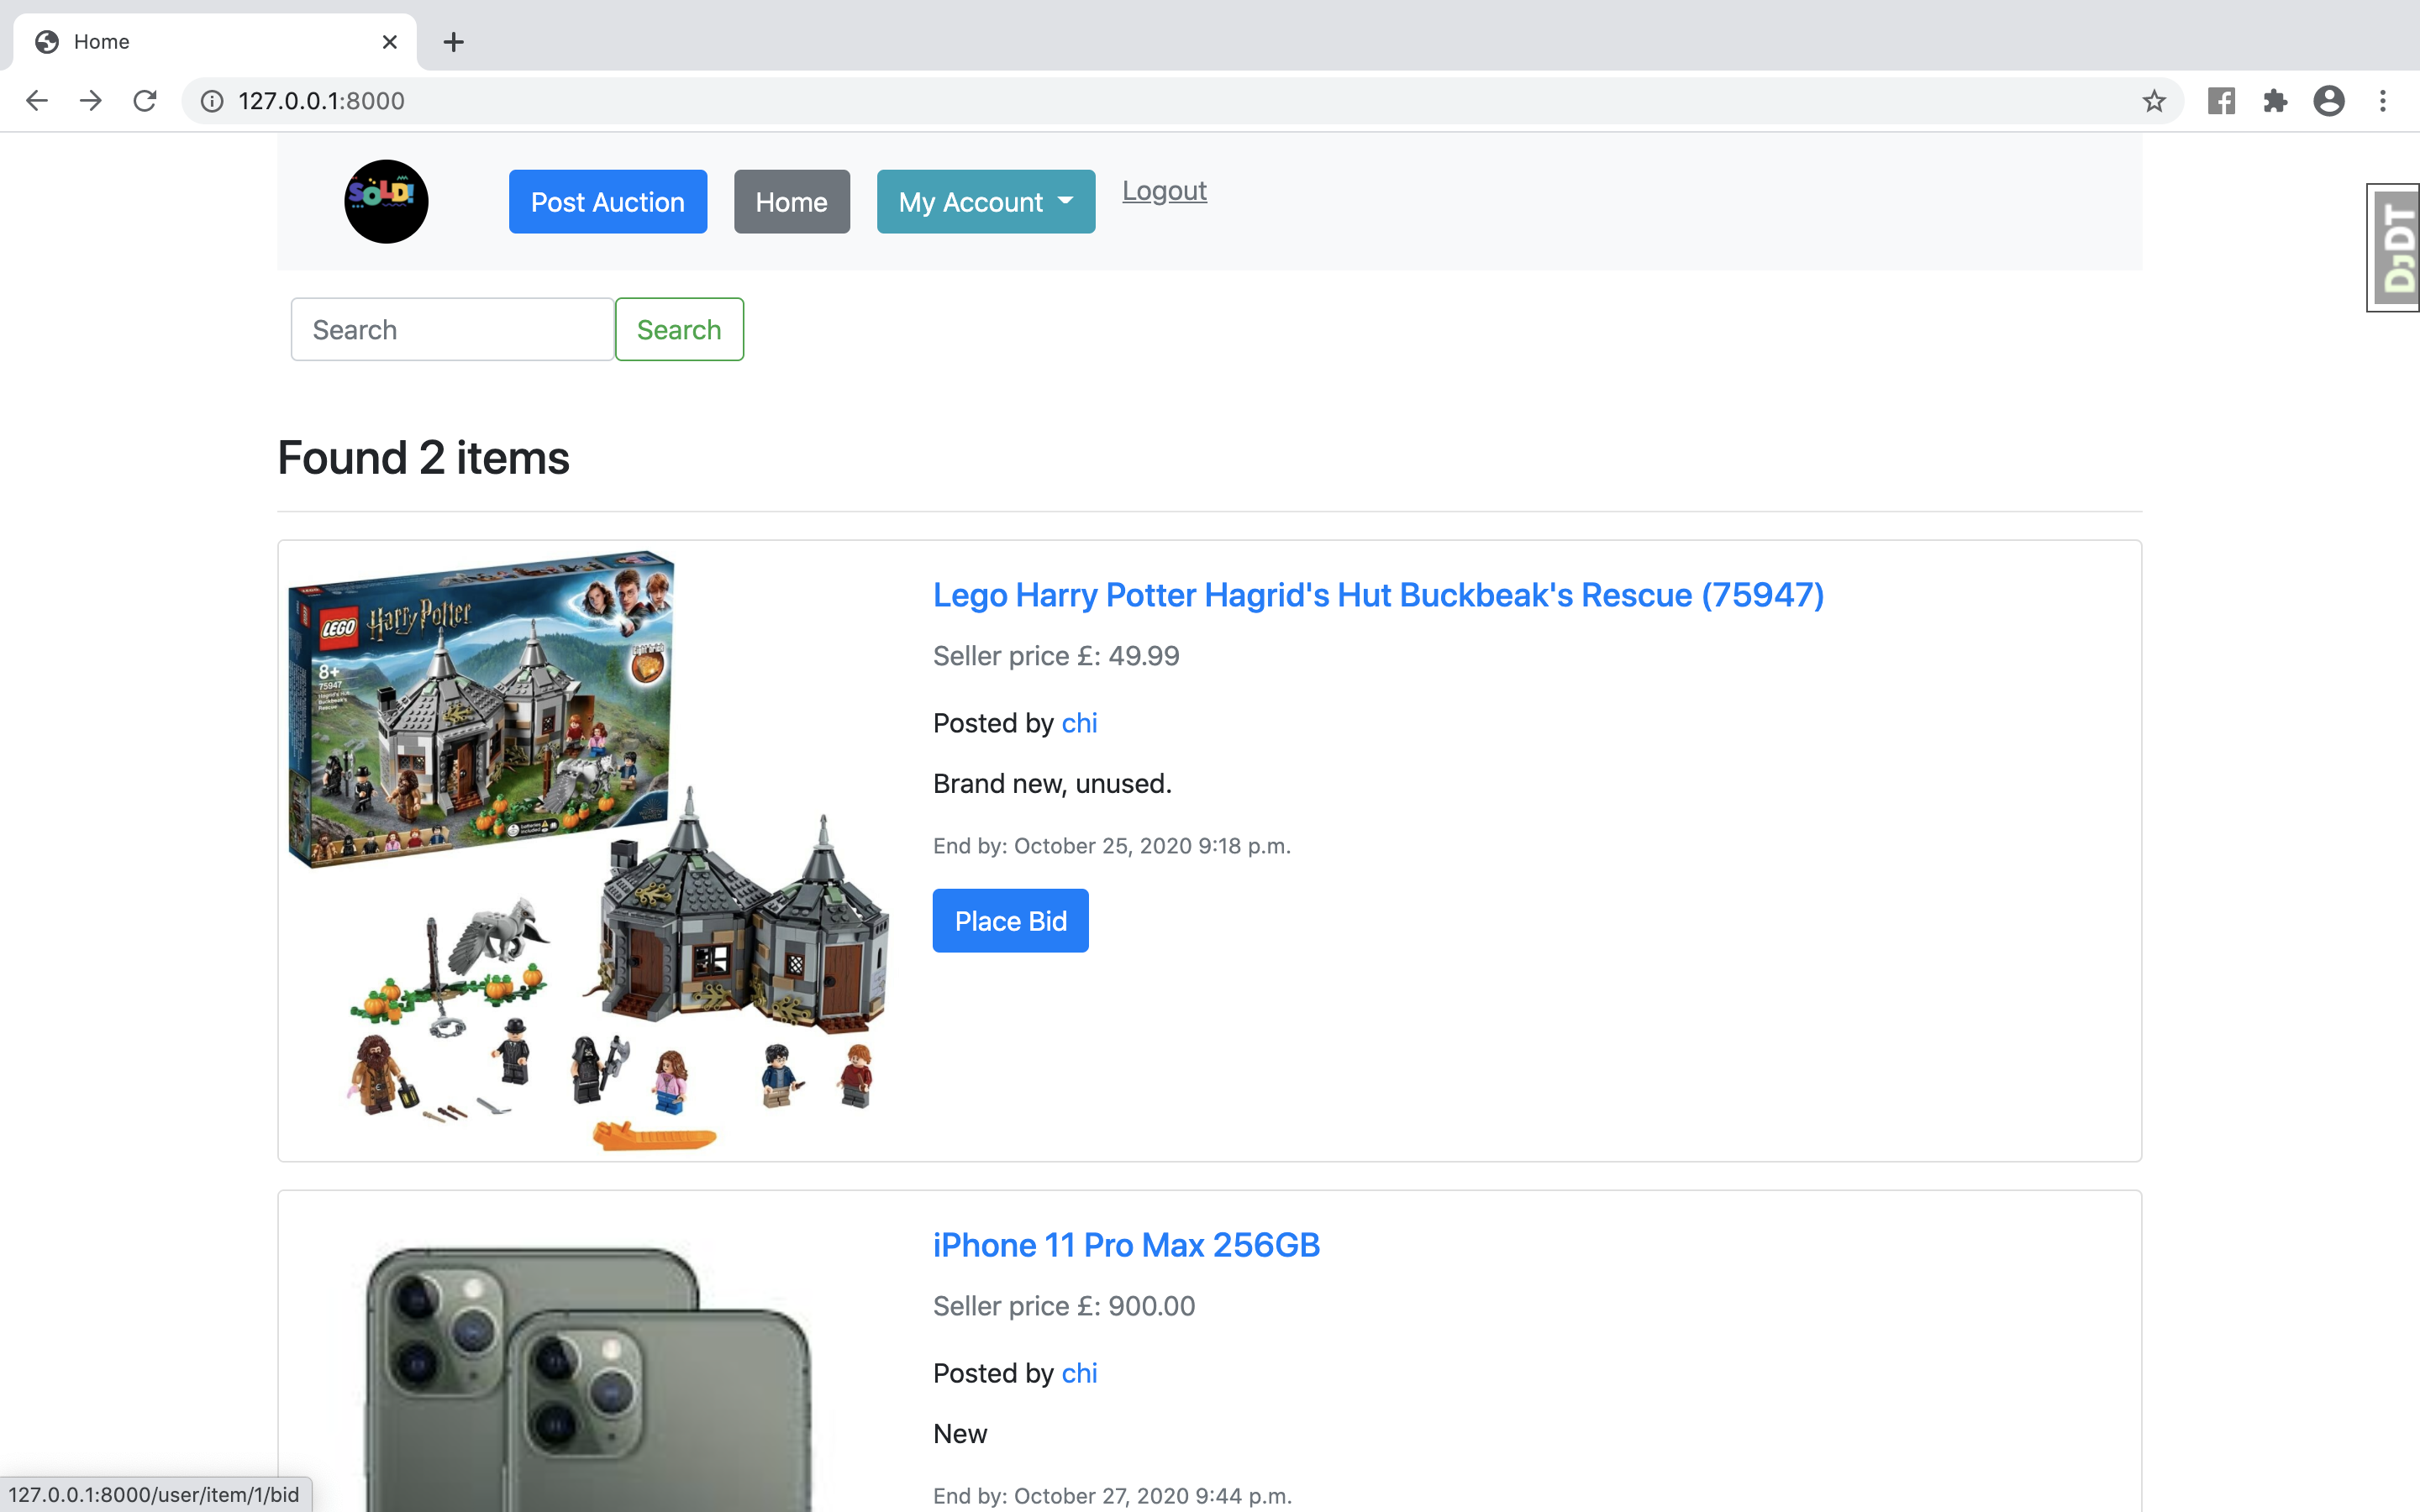 Home
127.0.0.1:8000
SOLD!
Post Auction
Home
My Account
Logout
DJDT
Search
Search
Found 2 items
LEGO
Harry Potter
8+
75947
Lego Harry Potter Hagrid's Hut Buckbeak's Rescue (75947)
Seller price £: 49.99
Posted by chi
Brand new, unused.
End by: October 25, 2020 9:18 p.m.
Place Bid
iPhone 11 Pro Max 256GB
Seller price £: 900.00
Posted by chi
New
End by: October 27, 2020 9:44 p.m.
127.0.0.1:8000/user/item/1/bid